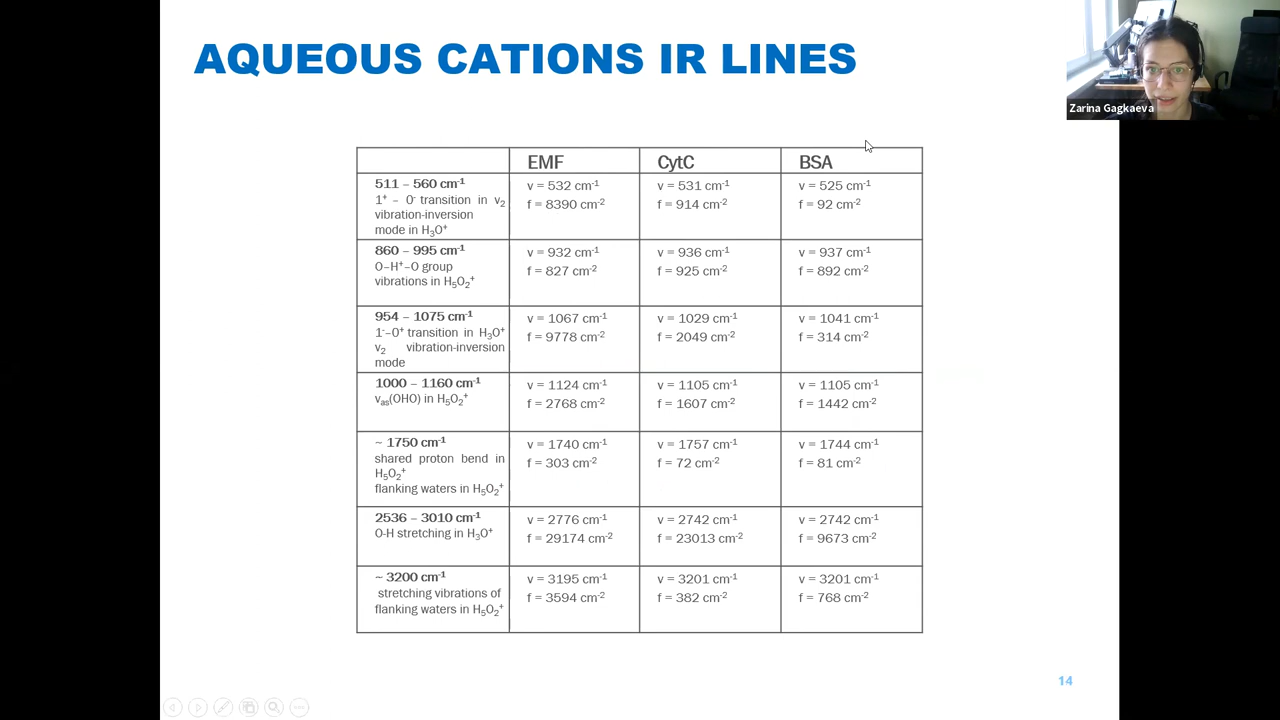 AQUEOUS CATIONS IR LINES
Zarina Gagkaeva
EMF CytC BSA
511 – 560 cm⁻¹
1⁺ – 0⁻ transition in v₂
vibration-inversion
mode in H₃O⁺
v = 532 cm⁻¹
f = 8390 cm⁻²
v = 531 cm⁻¹
f = 914 cm⁻²
v = 525 cm⁻¹
f = 92 cm⁻²
860 – 995 cm⁻¹
O–H⁺–O group
vibrations in H₅O₂⁺
v = 932 cm⁻¹
f = 827 cm⁻²
v = 936 cm⁻¹
f = 925 cm⁻²
v = 937 cm⁻¹
f = 892 cm⁻²
954 – 1075 cm⁻¹
1⁻–0⁺ transition in H₃O⁺
v₂ vibration-inversion
mode
v = 1067 cm⁻¹
f = 9778 cm⁻²
v = 1029 cm⁻¹
f = 2049 cm⁻²
v = 1041 cm⁻¹
f = 314 cm⁻²
1000 – 1160 cm⁻¹
vₐₛ(OHO) in H₅O₂⁺
v = 1124 cm⁻¹
f = 2768 cm⁻²
v = 1105 cm⁻¹
f = 1607 cm⁻²
v = 1105 cm⁻¹
f = 1442 cm⁻²
~ 1750 cm⁻¹
shared proton bend in
H₅O₂⁺
flanking waters in H₅O₂⁺
v = 1740 cm⁻¹
f = 303 cm⁻²
v = 1757 cm⁻¹
f = 72 cm⁻²
v = 1744 cm⁻¹
f = 81 cm⁻²
2536 – 3010 cm⁻¹
O-H stretching in H₃O⁺
v = 2776 cm⁻¹
f = 29174 cm⁻²
v = 2742 cm⁻¹
f = 23013 cm⁻²
v = 2742 cm⁻¹
f = 9673 cm⁻²
~ 3200 cm⁻¹
stretching vibrations of
flanking waters in H₅O₂⁺
v = 3195 cm⁻¹
f = 3594 cm⁻²
v = 3201 cm⁻¹
f = 382 cm⁻²
v = 3201 cm⁻¹
f = 768 cm⁻²
14